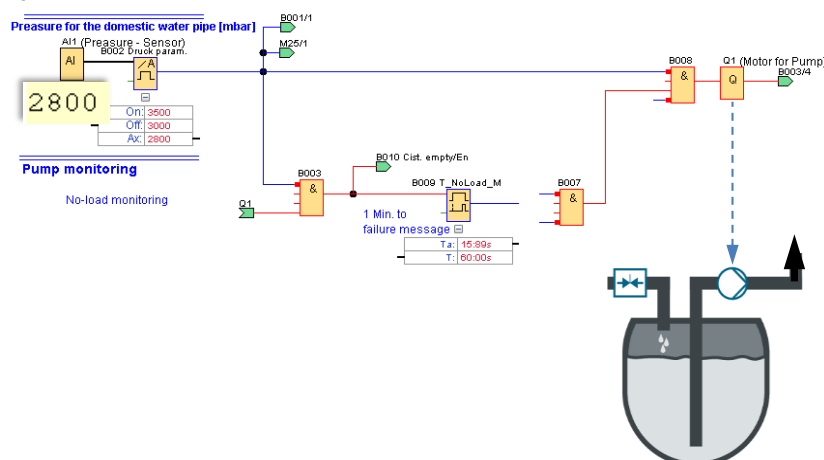 Preasure for the domestic water pipe [mbar]
AI1 (Preasure - Sensor)
B002 Druck param.
AI
/A
2800
On: 3500
Off: 3000
Ax: 2800
B001/1
M25/1
B008
&
Q1 (Motor for Pump)
Q
B003/4
Pump monitoring
No-load monitoring
Q1
B003
&
B010 Cist. empty/En
B009 T_NoLoad_M
1 Min. to
failure message
Ta: 15:89s
T: 60:00s
B007
&